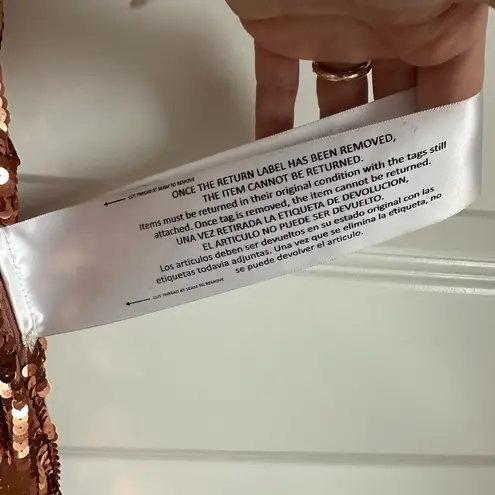 CUT THREAD AT SEAM TO REMOVE
ONCE THE RETURN LABEL HAS BEEN REMOVED,
THE ITEM CANNOT BE RETURNED.
Items must be returned in their original condition with the tags still
attached. Once tag is removed, the item cannot be returned.
UNA VEZ RETIRADA LA ETIQUETA DE DEVOLUCION,
EL ARTICULO NO PUEDE SER DEVUELTO.
Los articulos deben ser devueltos en su estado original con las
etiquetas todavia adjuntas. Una vez que se elimina la etiqueta, no
se puede devolver el articulo.
CUT THREAD AT SEAM TO REMOVE